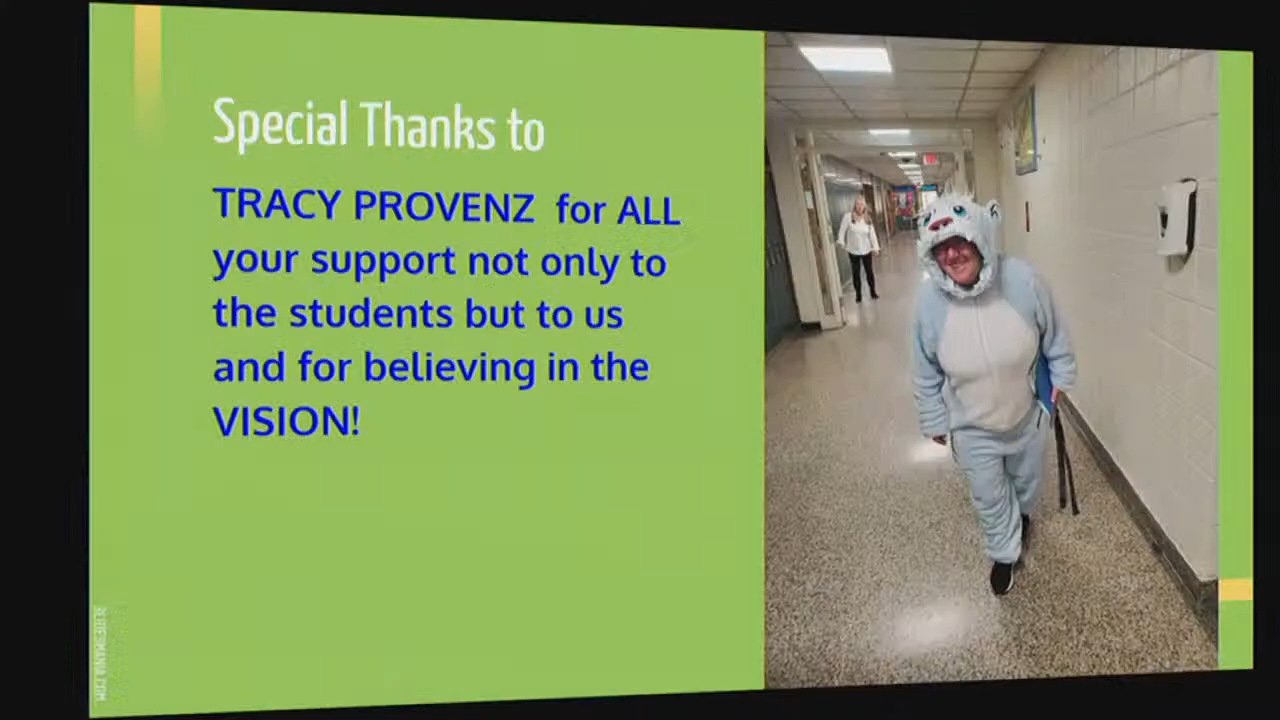 Special Thanks to
TRACY PROVENZ for ALL
your support not only to
the students but to us
and for believing in the
VISION!